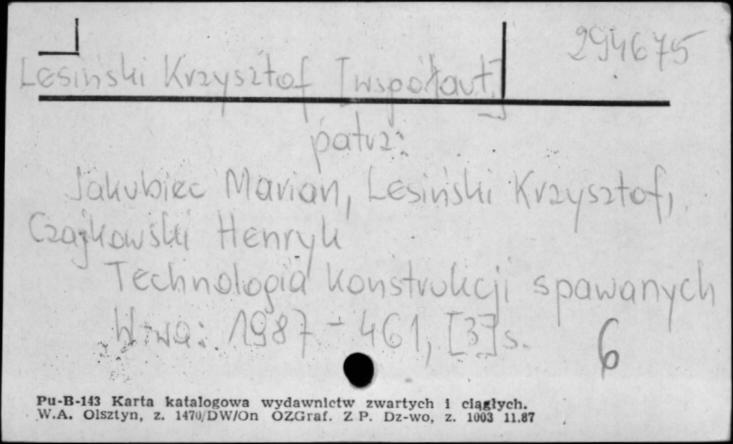 294675
Lesiński Krzysztof [współaut.]
patrz:
Jakubiec Marian, Lesiński Krzysztof,
Czajkowski Henryk
Technologia konstrukcji spawanych
W-wa: 1987 - 461, [3] s.
6
Pu-B-143 Karta katalogowa wydawnictw zwartych i ciągłych.
W.A. Olsztyn, z. 1470/DW/On OZGraf. Z P. Dz-wo, z. 1003 11.87